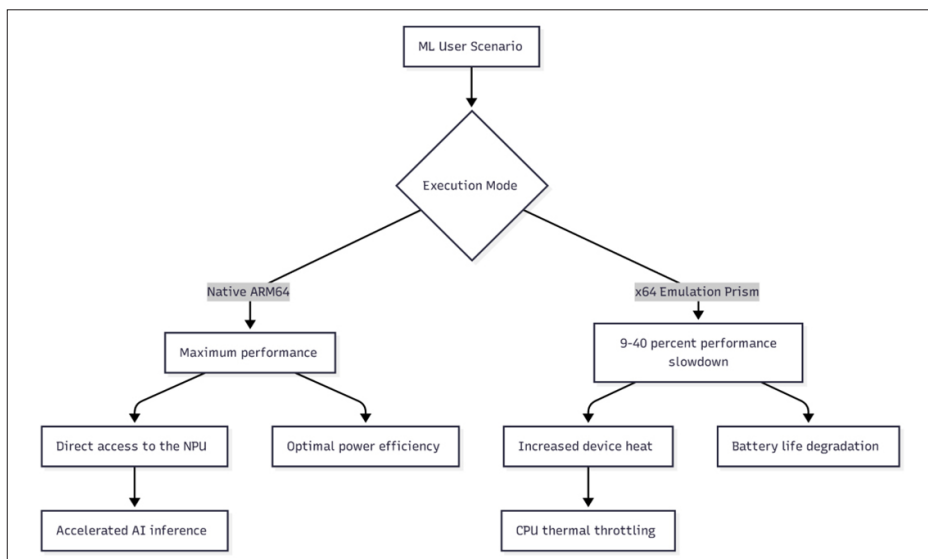 ML User Scenario
Execution Mode
Native ARM64
x64 Emulation Prism
Maximum performance
9-40 percent performance
slowdown
Direct access to the NPU
Optimal power efficiency
Increased device heat
Battery life degradation
Accelerated AI inference
CPU thermal throttling